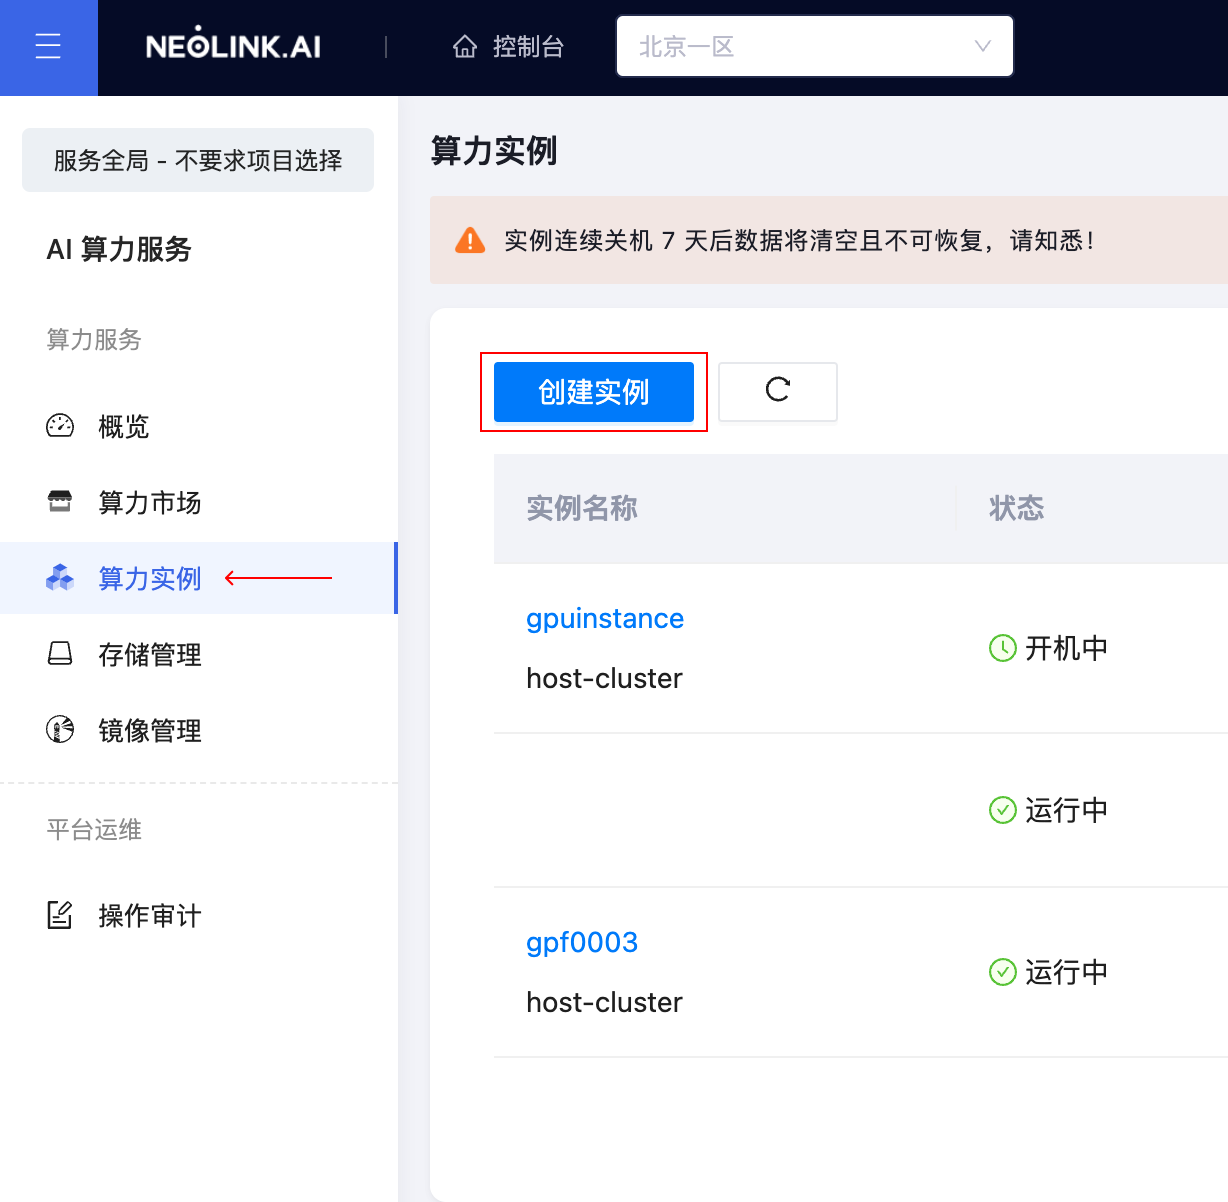 NEOLINK.AI
控制台
北京一区
服务全局 - 不要求项目选择
AI 算力服务
算力服务
概览
算力市场
算力实例
存储管理
镜像管理
平台运维
操作审计
算力实例
实例连续关机 7 天后数据将清空且不可恢复，请知悉！
创建实例
实例名称 状态
gpuinstance
host-cluster
开机中
运行中
gpf0003
host-cluster
运行中